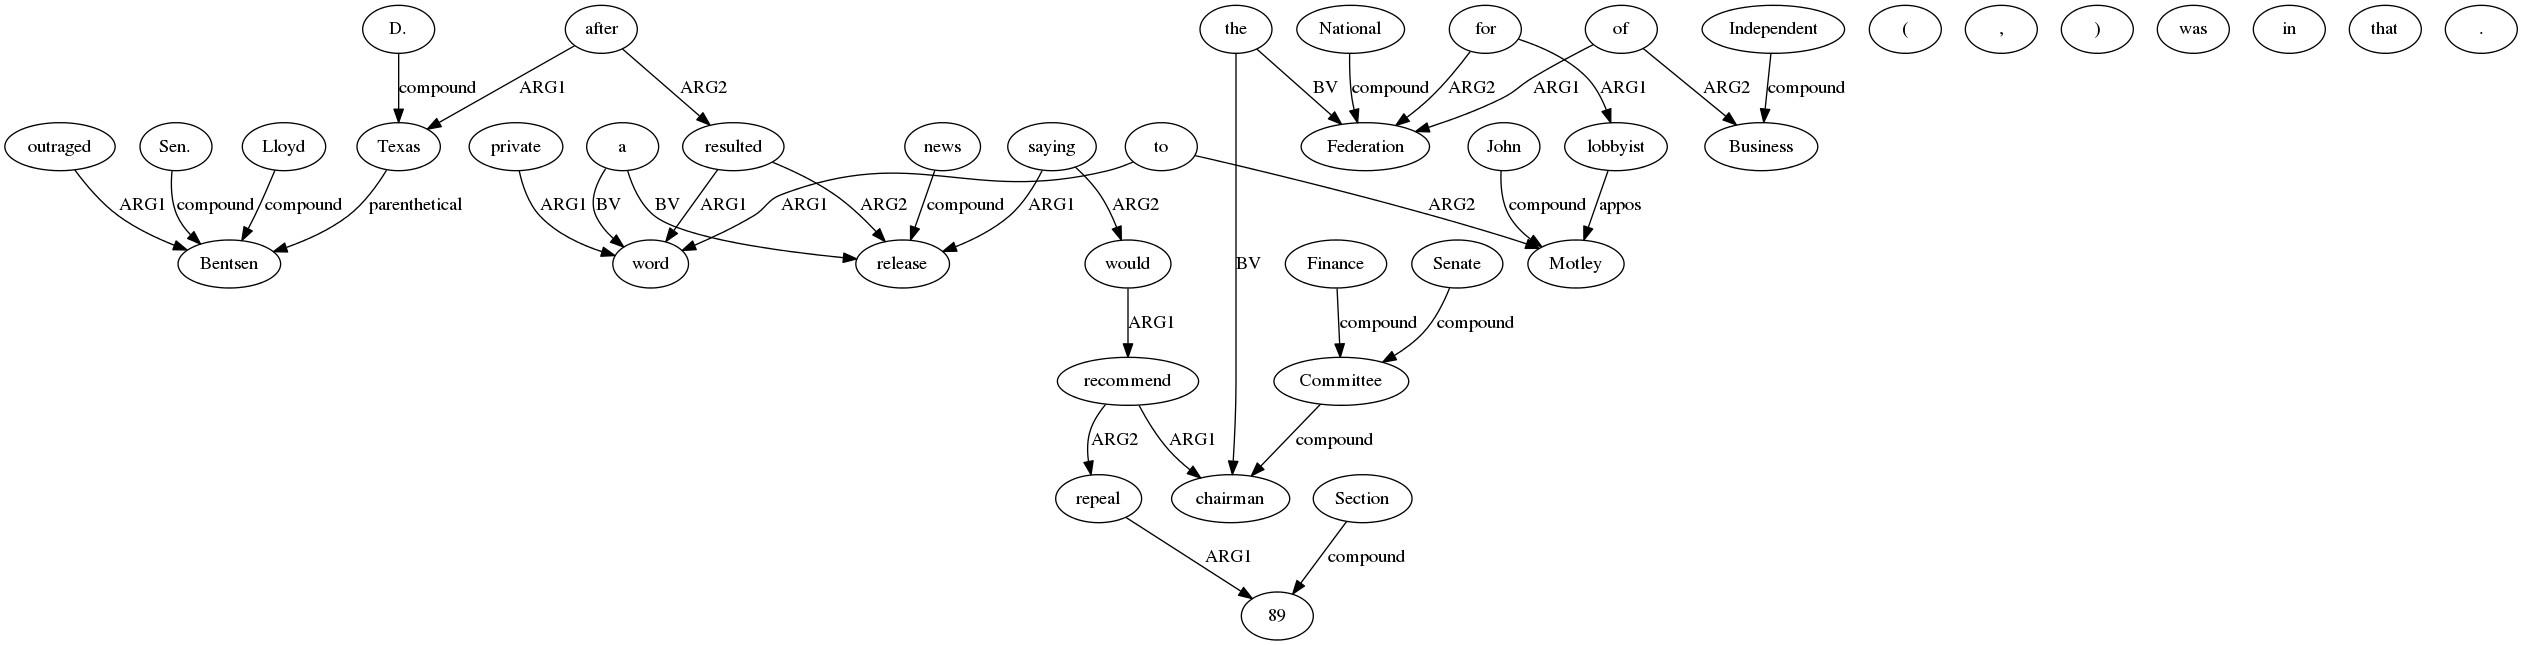 D. after the National for of Independent ( , ) was in that .
compound ARG1 ARG2 BV compound ARG2 ARG1 ARG1 ARG2 compound
outraged Sen. Lloyd Texas private a resulted news saying to Federation John lobbyist Business
ARG1 compound compound parenthetical ARG1 BV BV ARG1 ARG1 ARG2 compound ARG1 ARG2 ARG2 compound appos
Bentsen word release would BV Finance Senate Motley
ARG1 compound compound
recommend Committee
ARG2 ARG1 compound
repeal chairman Section
ARG1 compound
89